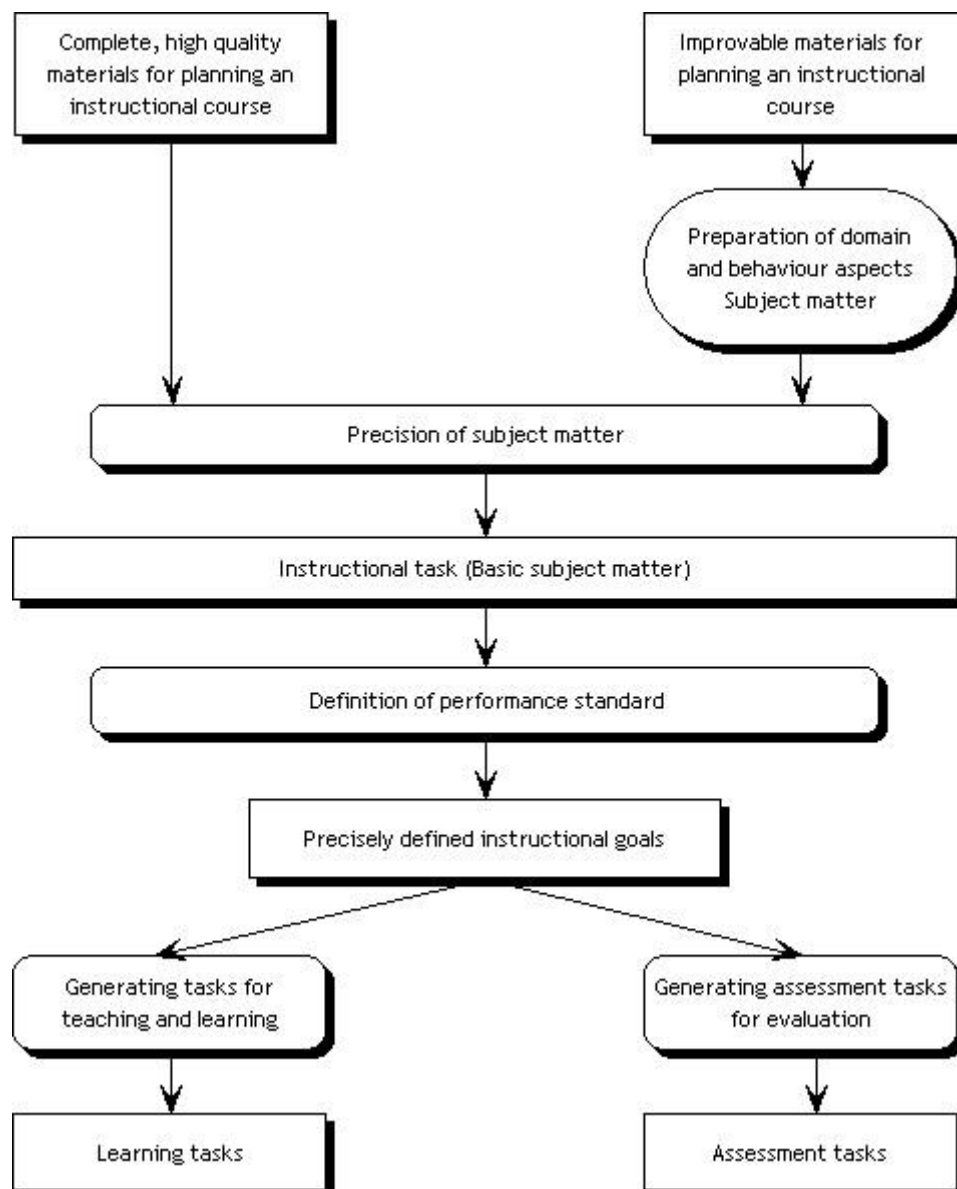 Complete, high quality
materials for planning an
instructional course
Improvable materials for
planning an instructional
course
Preparation of domain
and behaviour aspects
Subject matter
Precision of subject matter
Instructional task (Basic subject matter)
Definition of performance standard
Precisely defined instructional goals
Generating tasks for
teaching and learning
Generating assessment tasks
for evaluation
Learning tasks
Assessment tasks